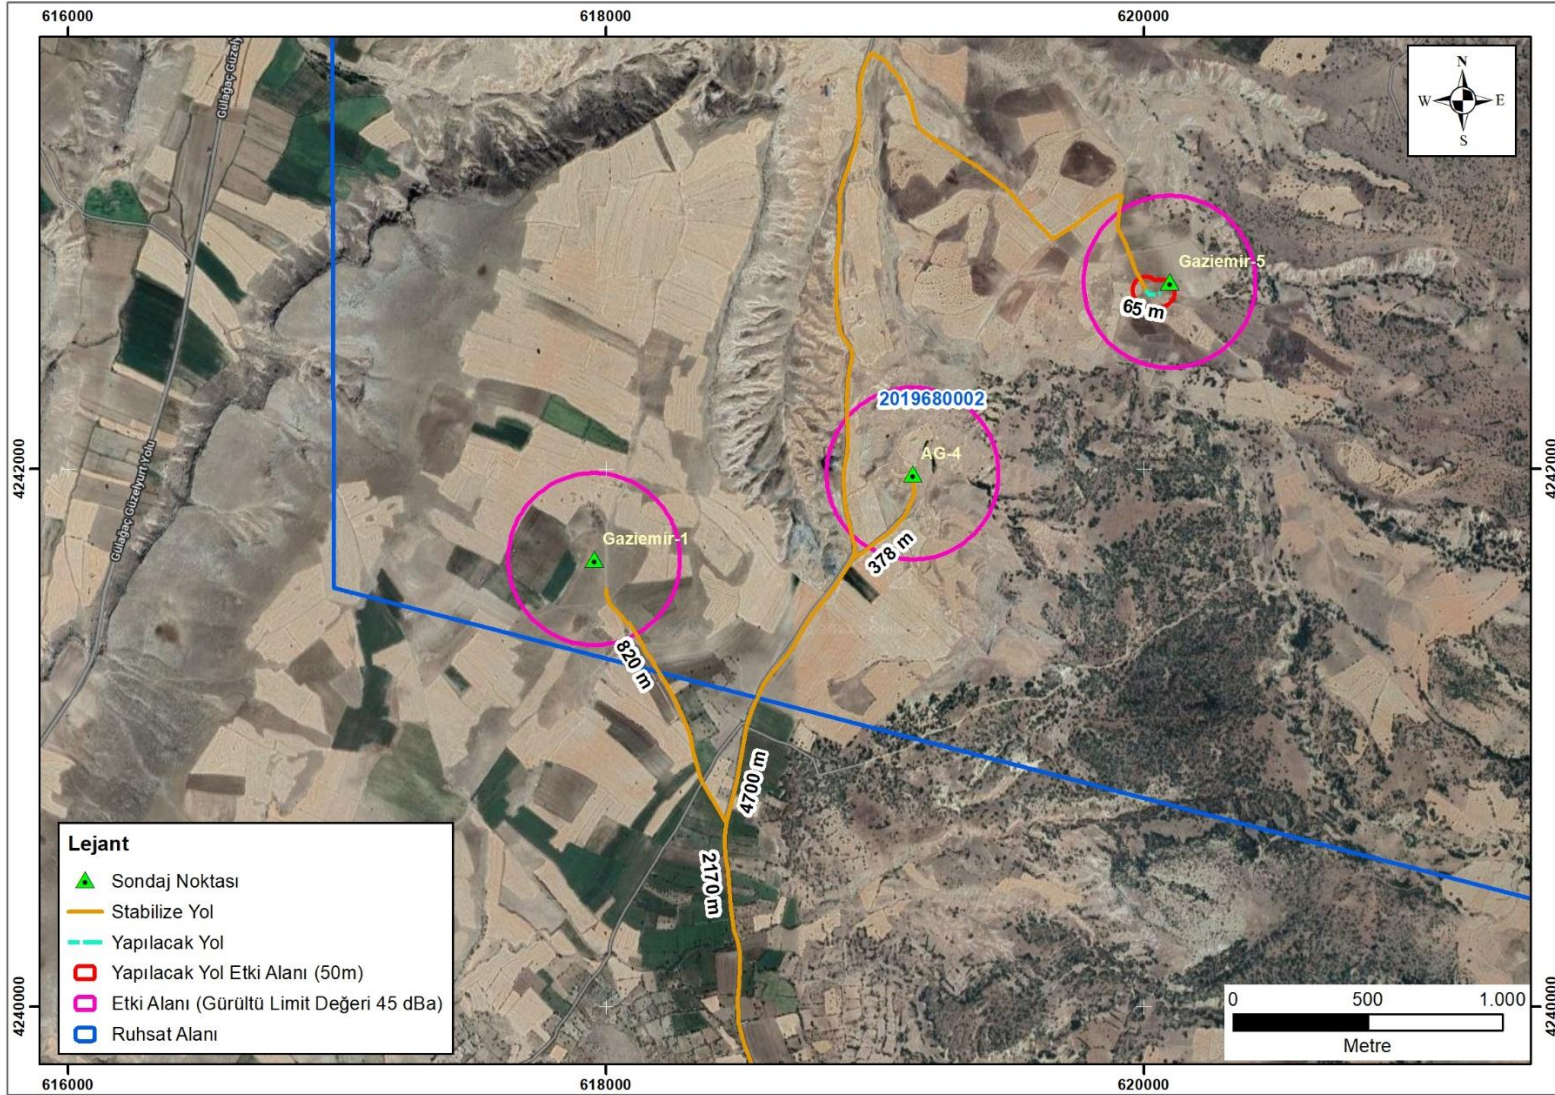 616000
618000
620000
N
W
E
S
Gülağaç Güzely
Gaziemir-5
65 m
2019680002
AG-4
4242000
4242000
Gülağaç Güzelyurt Yolu
Gaziemir-1
378 m
820 m
4700 m
2170 m
Lejant
Sondaj Noktası
Stabilize Yol
Yapılacak Yol
Yapılacak Yol Etki Alanı (50m)
Etki Alanı (Gürültü Limit Değeri 45 dBa)
Ruhsat Alanı
0
500
1.000
Metre
4240000
4240000
616000
618000
620000